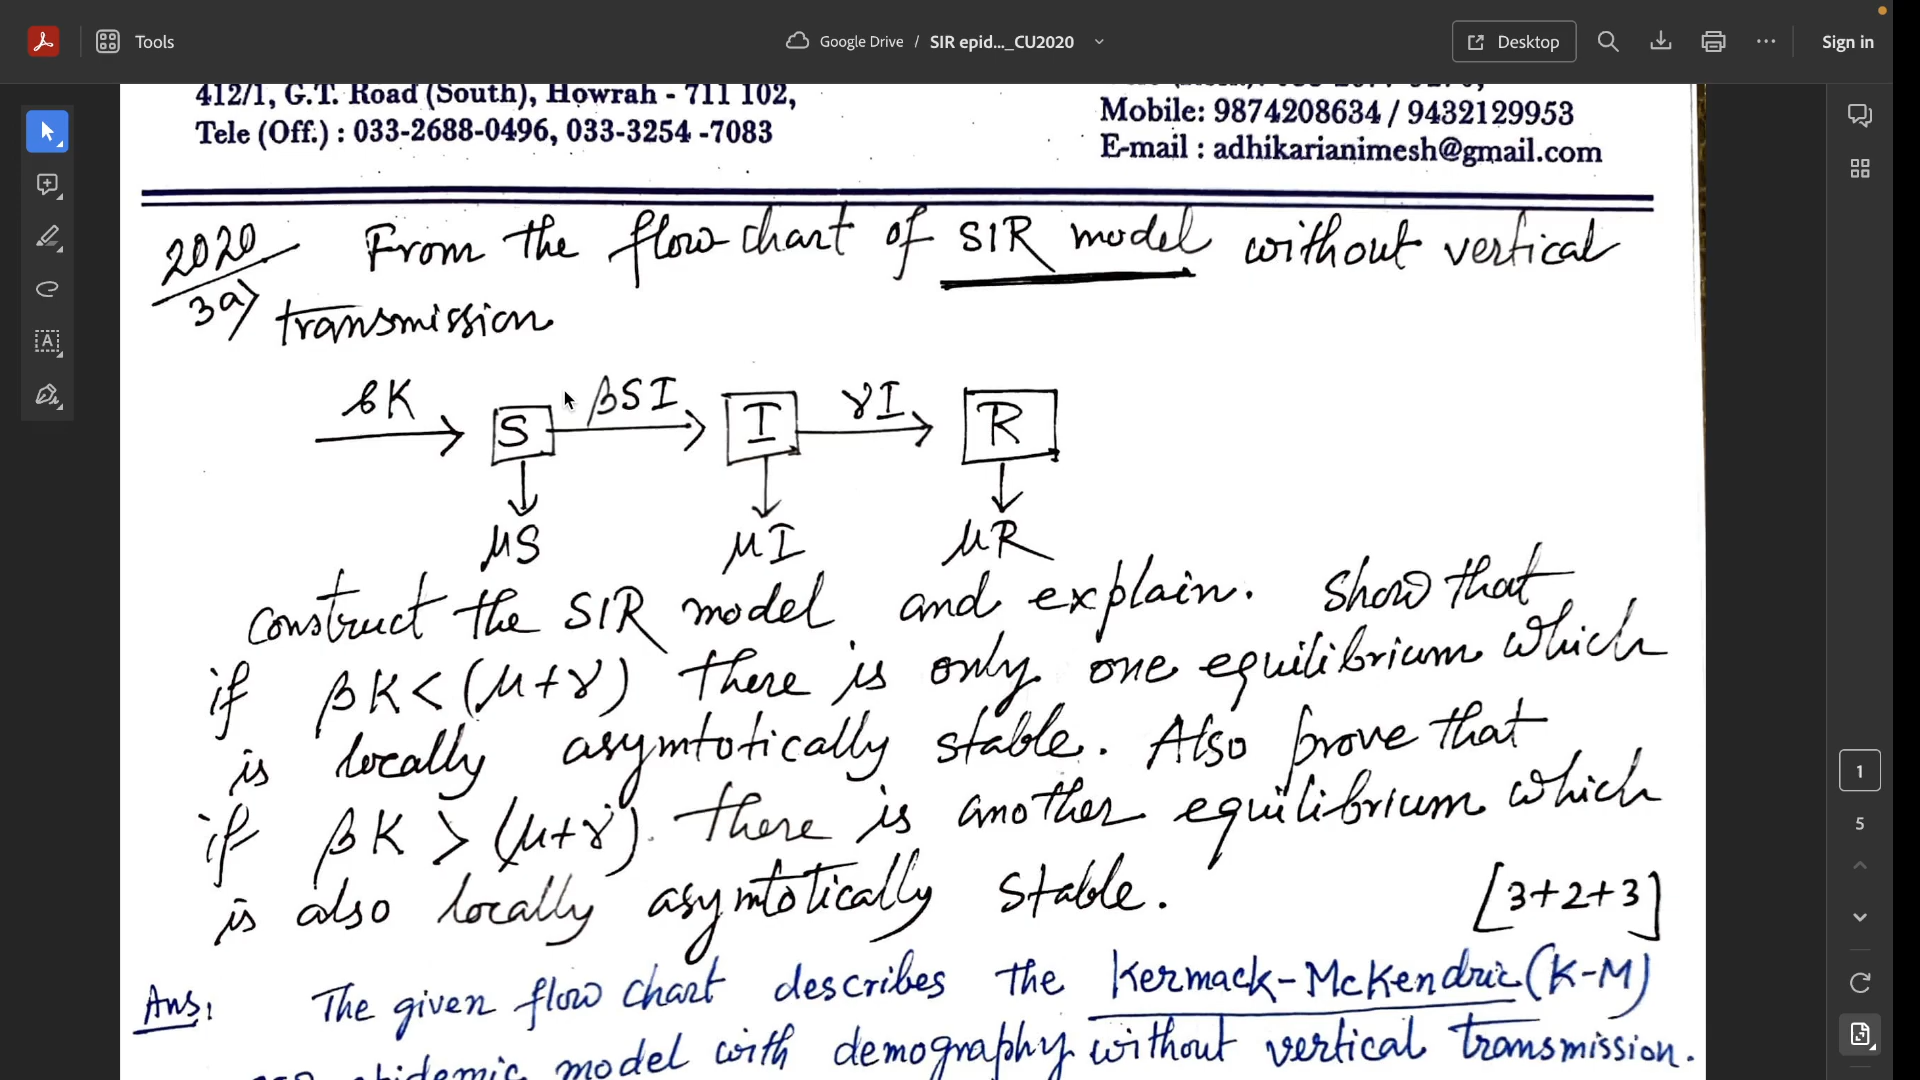 Tools
Google Drive / SIR epid..._CU2020
Desktop
Sign in
412/1, G.T. Road (South), Howrah - 711 102,
Tele (Off.) : 033-2688-0496, 033-3254 -7083
Mobile: 9874208634 / 9432129953
E-mail : adhikarianimesh@gmail.com
2020 From the flow chart of SIR model without vertical
3a) transmission
bK S βSI I γI R
μS μI μR
construct the SIR model and explain. Show that
if βK < (μ+γ) there is only one equilibrium which
is locally asymtotically stable. Also prove that
if βK > (μ+γ). there is another equilibrium which
is also locally asymtotically stable. [3+2+3]
Ans: The given flow chart describes the Kermack-McKendric (K-M)
epidemic model with demography without vertical transmission.
1
5